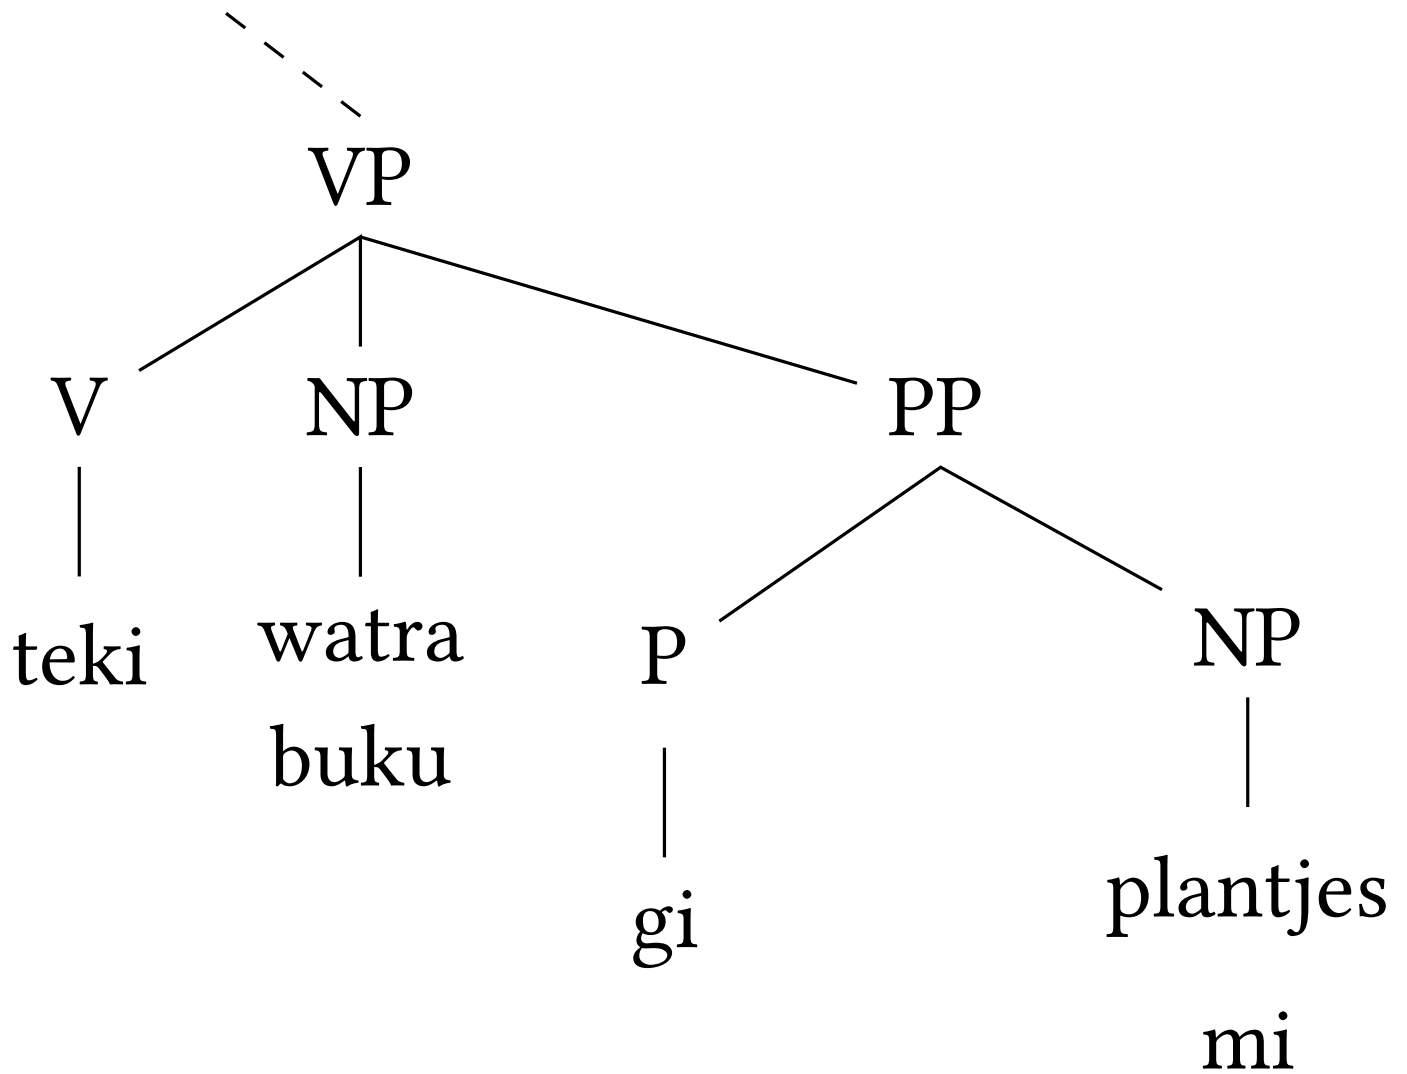 VP
V NP PP
teki watra P NP
buku
gi plantjes
mi